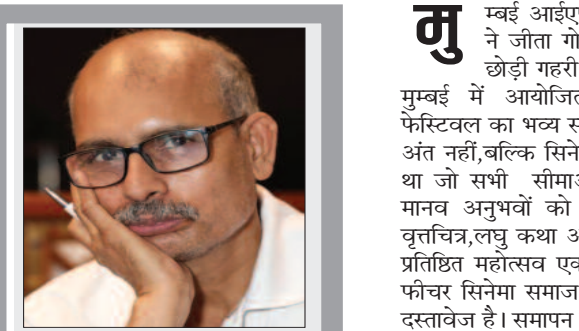 मुम्बई आईए
ने जीता गो
छोड़ी गहरी
मुम्बई में आयोजित
फेस्टिवल का भव्य स
अंत नहीं,बल्कि सिने
था जो सभी सीमाअ
मानव अनुभवों को
वृत्तचित्र,लघु कथा अ
प्रतिष्ठित महोत्सव एव
फीचर सिनेमा समाज
दस्तावेज है। समापन